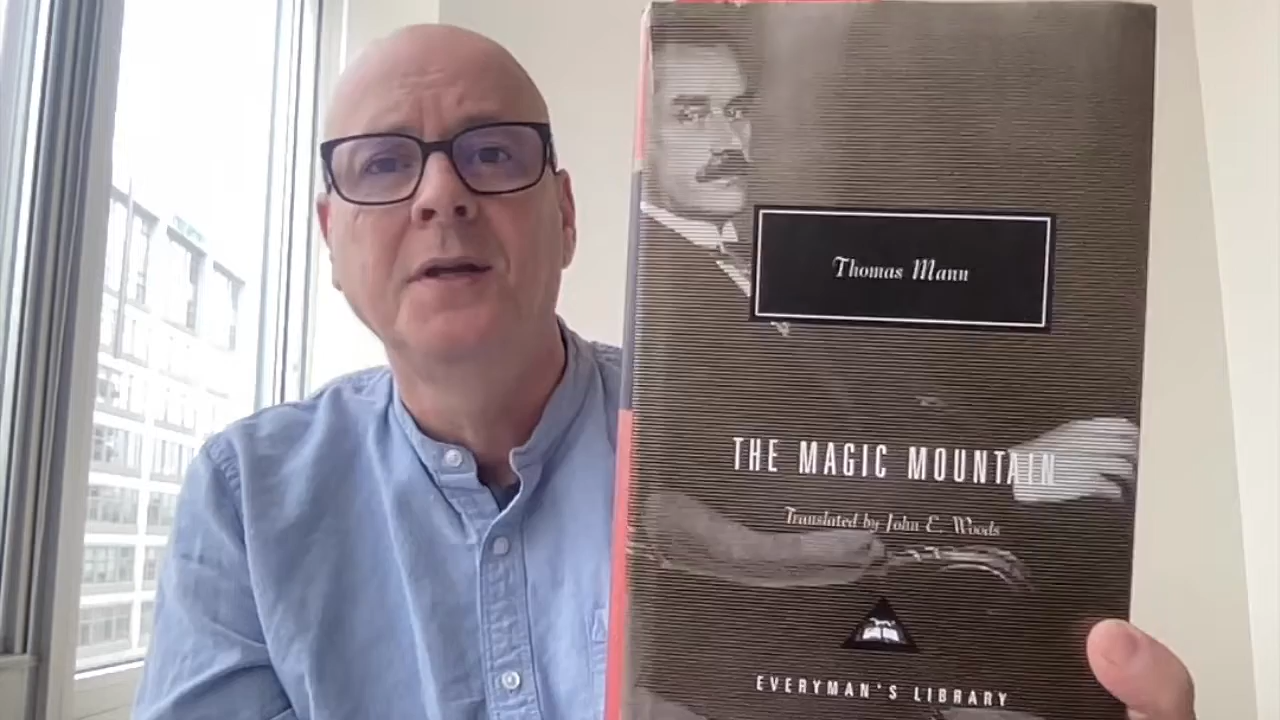 Thomas Mann
THE MAGIC MOUNTAIN
Translated by John E. Woods
EVERYMAN'S LIBRARY